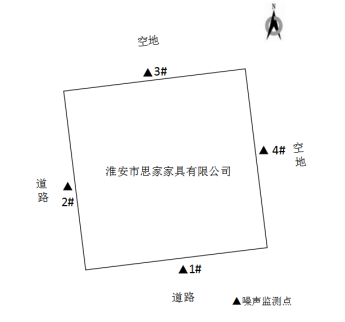 N
空地
▲3#
▲4#
空地
淮安市思家家具有限公司
道路
▲
2#
▲1#
道路
▲噪声监测点